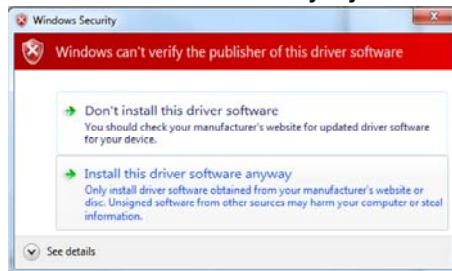 Windows Security
Windows can't verify the publisher of this driver software
Don't install this driver software
You should check your manufacturer's website for updated driver software
for your device.
Install this driver software anyway
Only install driver software obtained from your manufacturer's website or
disc. Unsigned software from other sources may harm your computer or steal
information.
See details